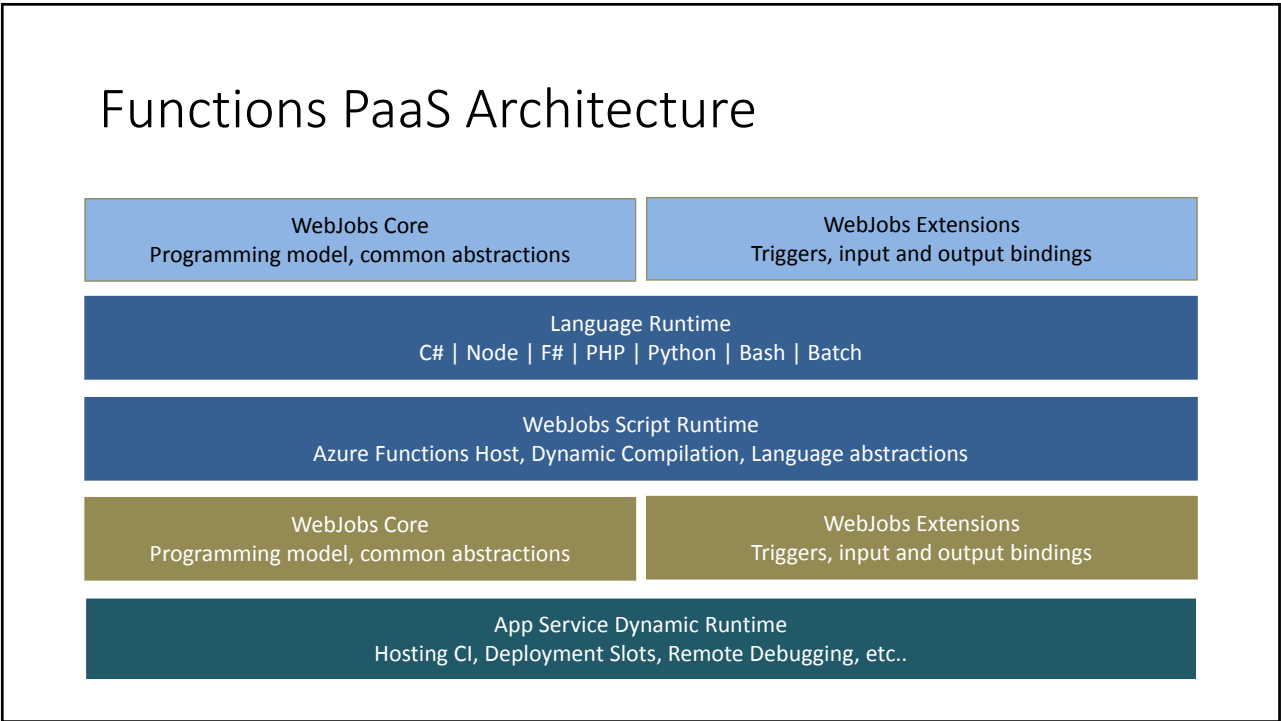 Functions PaaS Architecture
WebJobs Core
Programming model, common abstractions
WebJobs Extensions
Triggers, input and output bindings
Language Runtime
C# | Node | F# | PHP | Python | Bash | Batch
WebJobs Script Runtime
Azure Functions Host, Dynamic Compilation, Language abstractions
WebJobs Core
Programming model, common abstractions
WebJobs Extensions
Triggers, input and output bindings
App Service Dynamic Runtime
Hosting CI, Deployment Slots, Remote Debugging, etc..